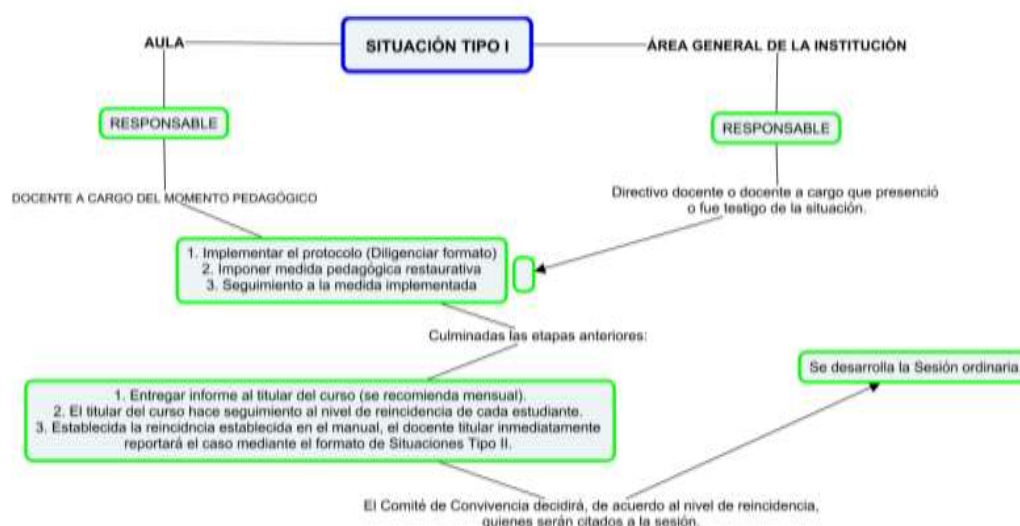 SITUACIÓN TIPO I
AULA
ÁREA GENERAL DE LA INSTITUCIÓN
RESPONSABLE
RESPONSABLE
DOCENTE A CARGO DEL MOMENTO PEDAGÓGICO
Directivo docente o docente a cargo que presenció
o fue testigo de la situación.
1. Implementar el protocolo (Diligenciar formato)
2. Imponer medida pedagógica restaurativa
3. Seguimiento a la medida implementada
Culminadas las etapas anteriores:
1. Entregar informe al titular del curso (se recomienda mensual).
2. El titular del curso hace seguimiento al nivel de reincidencia de cada estudiante.
3. Establecida la reincidncia establecida en el manual, el docente titular inmediatamente
reportará el caso mediante el formato de Situaciones Tipo II.
Se desarrolla la Sesión ordinaria.
El Comité de Convivencia decidirá, de acuerdo al nivel de reincidencia,
quienes serán citados a la sesión.